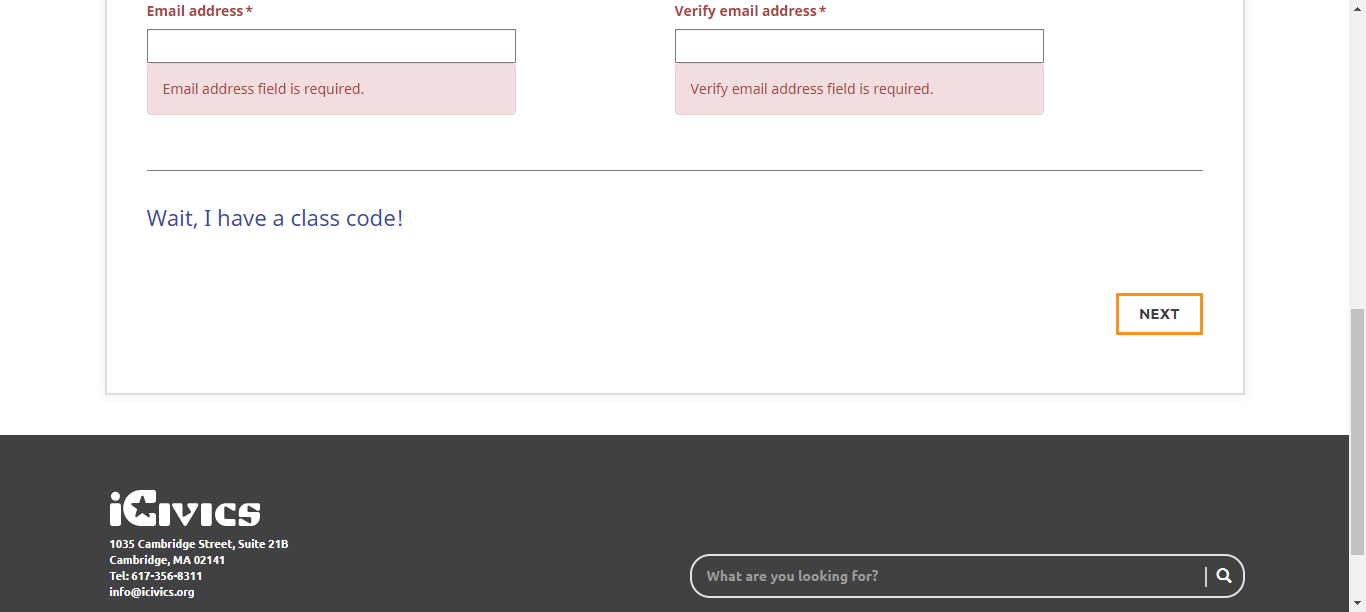 Email address*
Verify email address*
Email address field is required.
Verify email address field is required.
Wait, I have a class code!
NEXT
iCivics
1035 Cambridge Street, Suite 21B
Cambridge, MA 02141
Tel: 617-356-8311
info@icivics.org
What are you looking for?